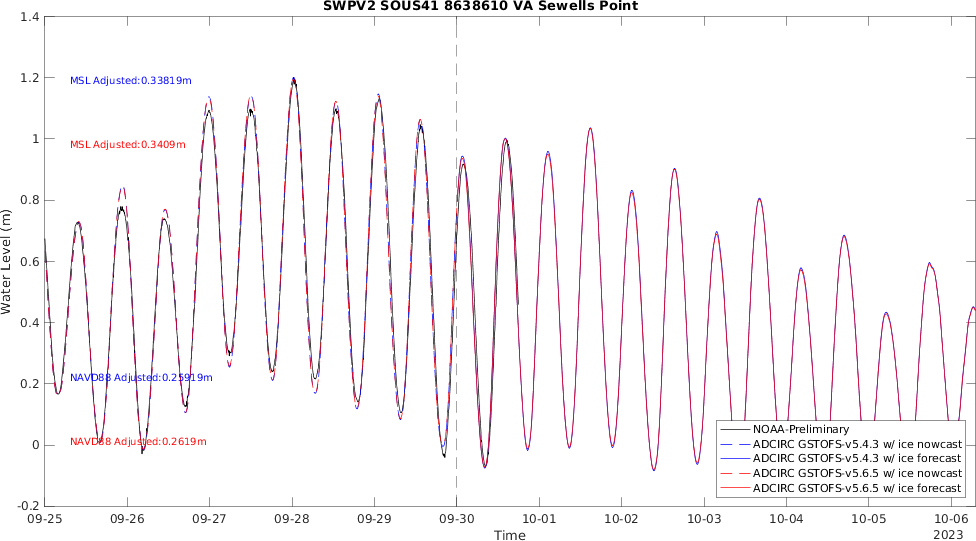 SWPV2 SOUS41 8638610 VA Sewells Point
1.4
1.2
1
0.8
0.6
0.4
0.2
0
-0.2
Water Level (m)
MSL Adjusted:0.33819m
MSL Adjusted:0.3409m
NAVD88 Adjusted:0.25919m
NAVD88 Adjusted:0.2619m
NOAA-Preliminary
ADCIRC GSTOFS-v5.4.3 w/ ice nowcast
ADCIRC GSTOFS-v5.4.3 w/ ice forecast
ADCIRC GSTOFS-v5.6.5 w/ ice nowcast
ADCIRC GSTOFS-v5.6.5 w/ ice forecast
09-25 09-26 09-27 09-28 09-29 09-30 10-01 10-02 10-03 10-04 10-05 10-06
2023
Time